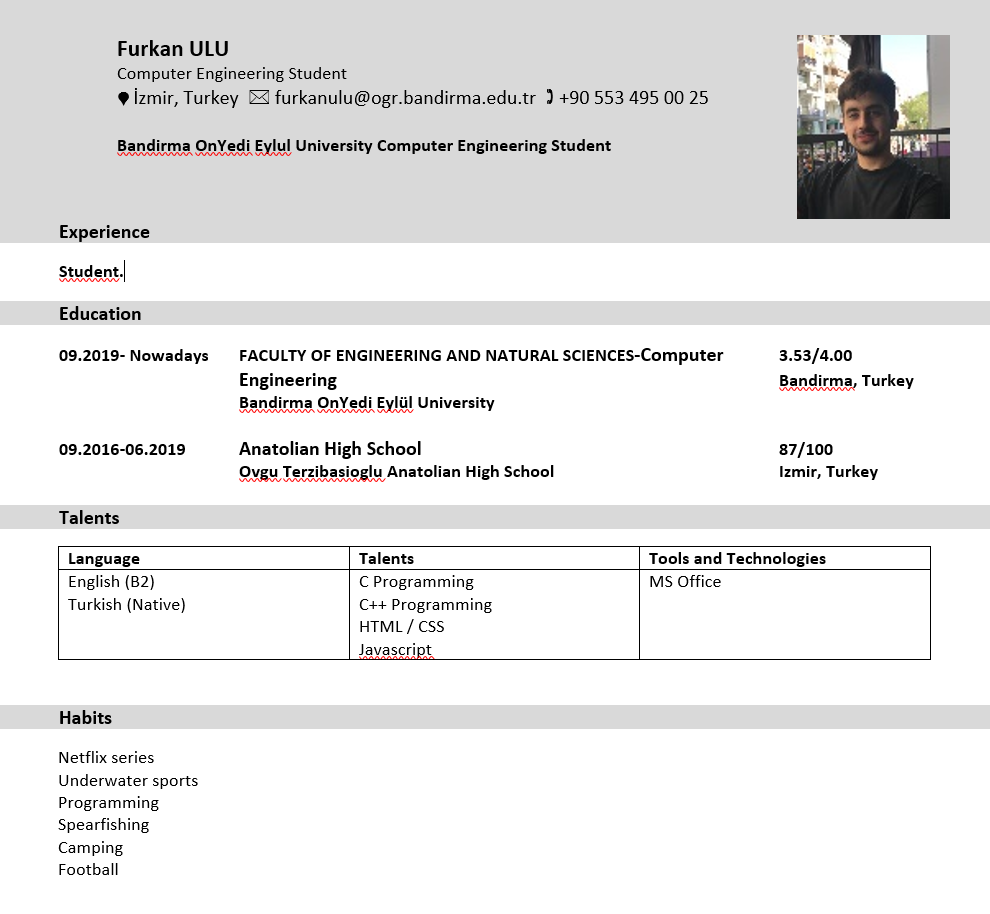 Furkan ULU
Computer Engineering Student
İzmir, Turkey furkanulu@ogr.bandirma.edu.tr +90 553 495 00 25
Bandirma OnYedi Eylul University Computer Engineering Student
Experience
Student.
Education
09.2019- Nowadays FACULTY OF ENGINEERING AND NATURAL SCIENCES-Computer 3.53/4.00
Engineering Bandirma, Turkey
Bandirma OnYedi Eylül University
09.2016-06.2019 Anatolian High School 87/100
Ovgu Terzibasioglu Anatolian High School Izmir, Turkey
Talents
Language Talents Tools and Technologies
English (B2) C Programming MS Office
Turkish (Native) C++ Programming
HTML / CSS
Javascript
Habits
Netflix series
Underwater sports
Programming
Spearfishing
Camping
Football